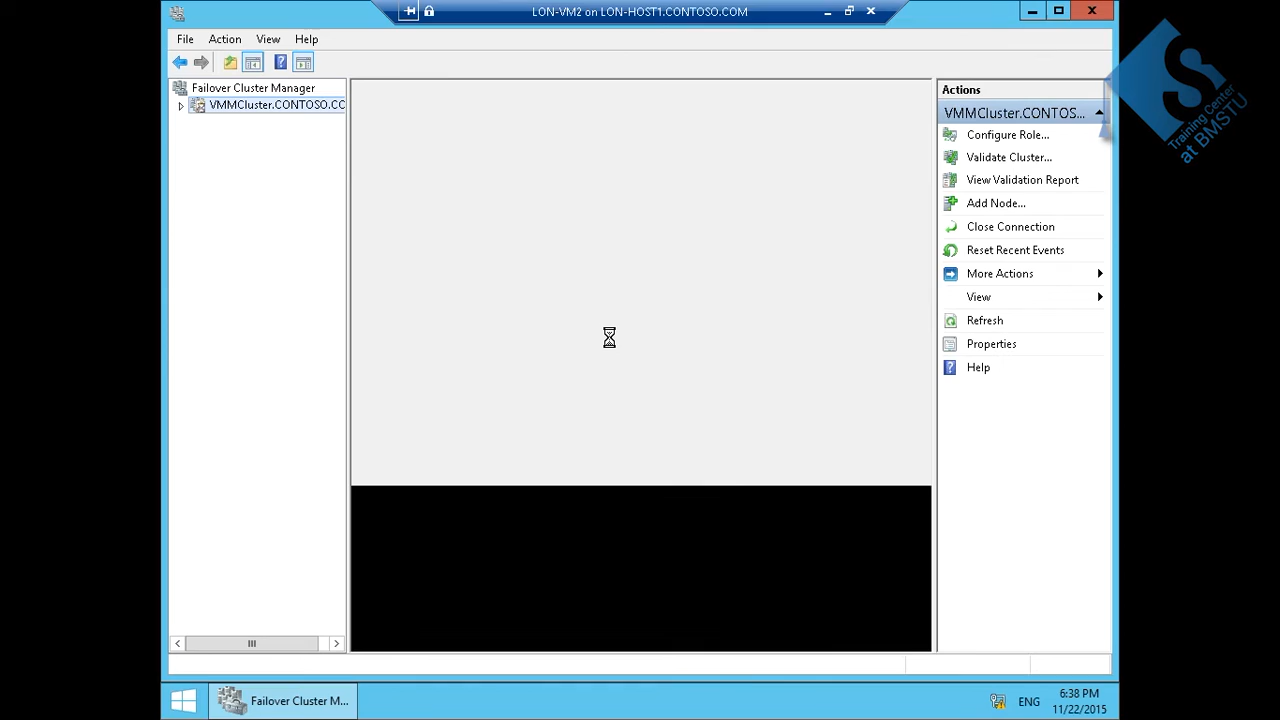 LON-VM2 on LON-HOST1.CONTOSO.COM
File Action View Help
Failover Cluster Manager
VMMCluster.CONTOSO.CC
Actions
VMMCluster.CONTOS...
Configure Role...
Validate Cluster...
View Validation Report
Add Node...
Close Connection
Reset Recent Events
More Actions
View
Refresh
Properties
Help
Training Center
at BMSTU
Failover Cluster M...
ENG
6:38 PM
11/22/2015